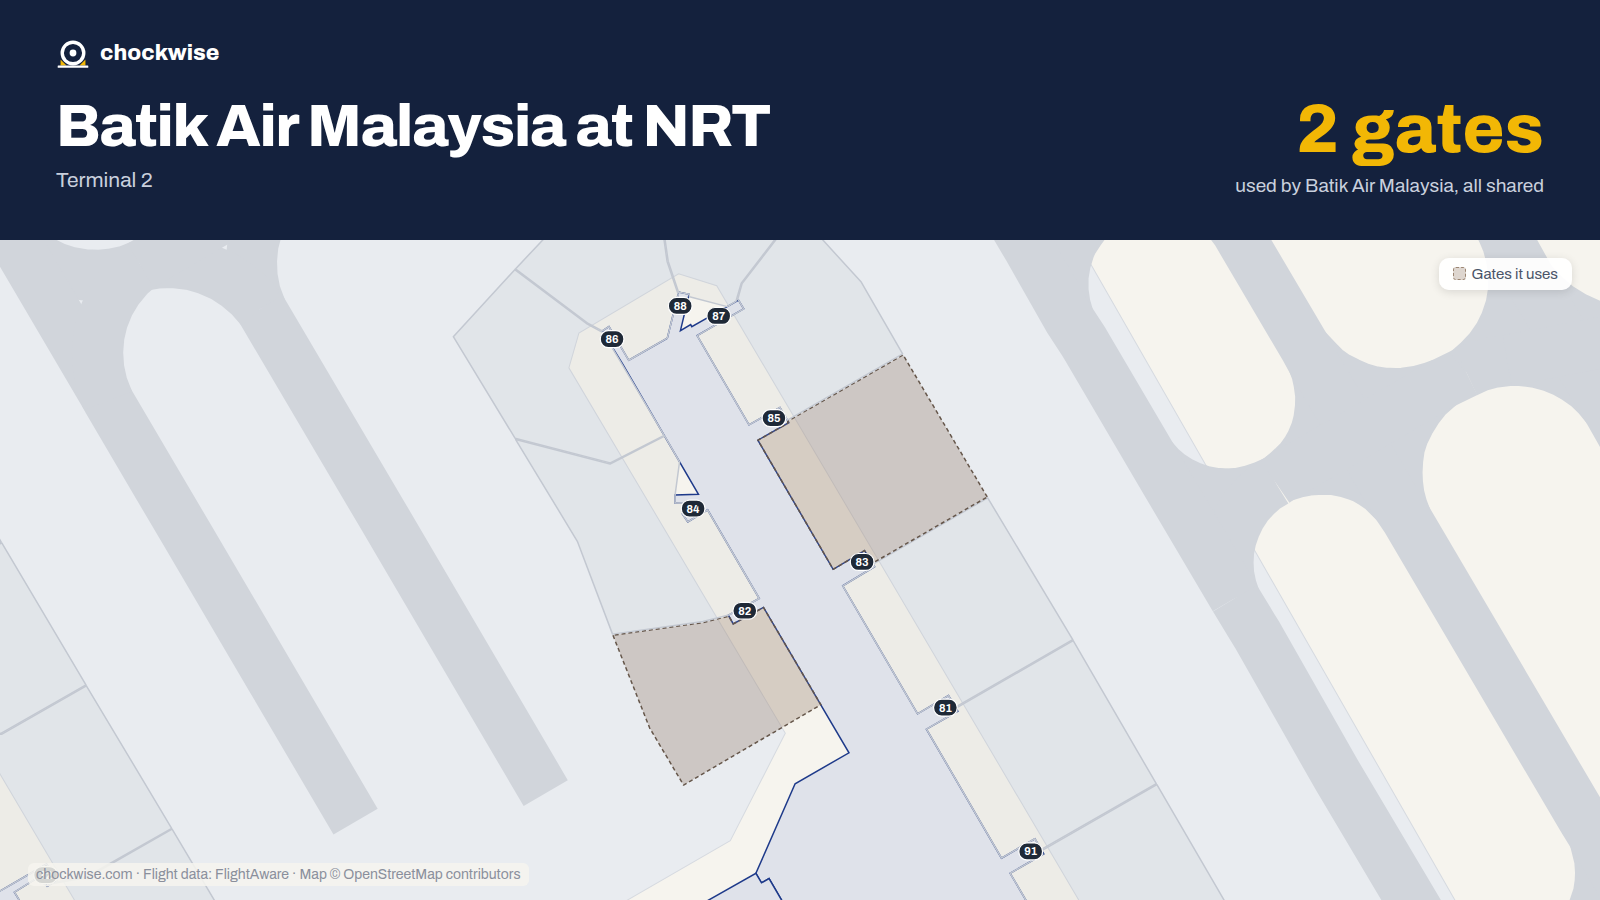 chockwise
Batik Air Malaysia at NRT
Terminal 2
2 gates
used by Batik Air Malaysia, all shared
Gates it uses
88
87
86
85
84
83
82
81
91
chockwise.com · Flight data: FlightAware · Map © OpenStreetMap contributors